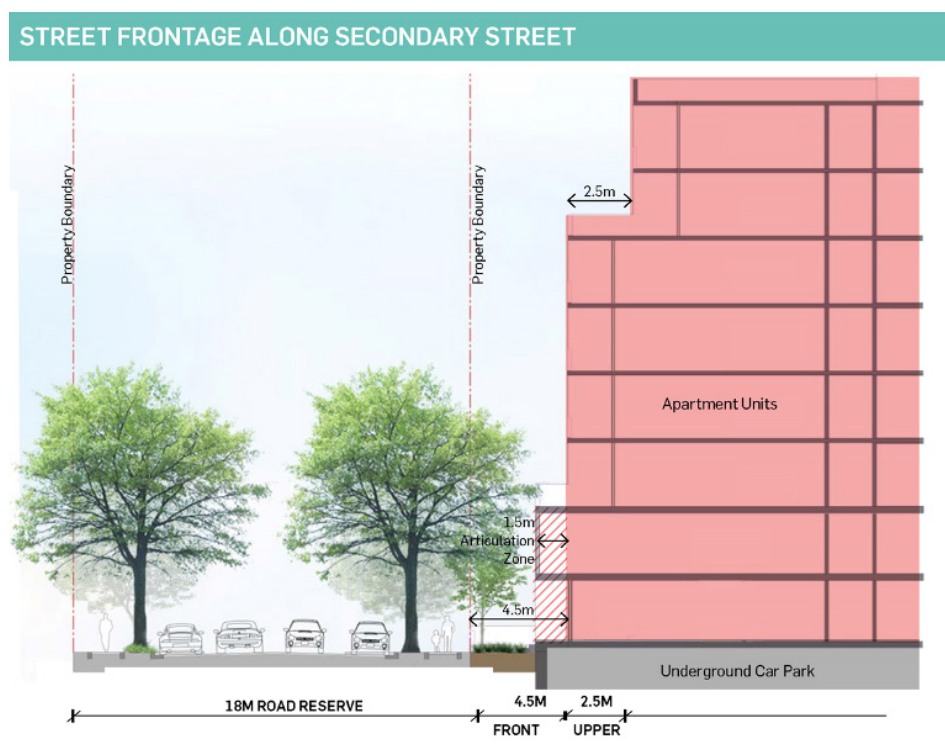 STREET FRONTAGE ALONG SECONDARY STREET
Property Boundary
Property Boundary
2.5m
Apartment Units
1.5m
Articulation
Zone
4.5m
Underground Car Park
18M ROAD RESERVE
4.5M
FRONT
2.5M
UPPER